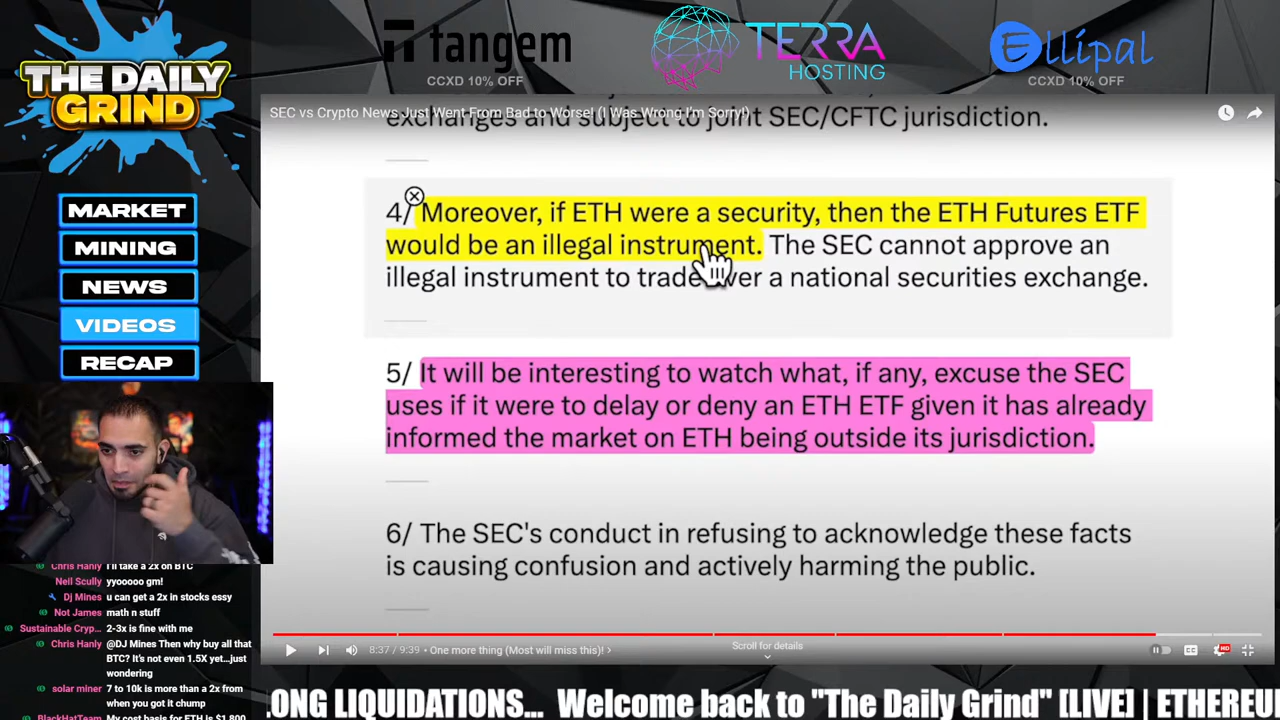 THE DAILY
GRIND
MARKET
MINING
NEWS
VIDEOS
RECAP
tangem
CCXD 10% OFF
TERRA
HOSTING
Ellipal
CCXD 10% OFF
SEC vs Crypto News Just Went From Bad to Worse! (I Was Wrong I'm Sorry!)
exchanges and subject to joint SEC/CFTC jurisdiction.
4/ Moreover, if ETH were a security, then the ETH Futures ETF
would be an illegal instrument. The SEC cannot approve an
illegal instrument to trade over a national securities exchange.
5/ It will be interesting to watch what, if any, excuse the SEC
uses if it were to delay or deny an ETH ETF given it has already
informed the market on ETH being outside its jurisdiction.
6/ The SEC's conduct in refusing to acknowledge these facts
is causing confusion and actively harming the public.
8:37 / 9:39 • One more thing (Most will miss this)! ›
Scroll for details
CC
HD
Chris Hanly I'll take a 2x on BTC
Neil Scully yyooooo gm!
Dj Mines u can get a 2x in stocks essy
Not James math n stuff
Sustainable Cryp... 2-3x is fine with me
Chris Hanly @DJ Mines Then why buy all that
BTC? It's not even 1.5X yet...just
wondering
solar miner 7 to 10k is more than a 2x from
when you got it chump
BlackHatTeam My cost basis for ETH is $1,800
ONG LIQUIDATIONS... Welcome back to "The Daily Grind" [LIVE] | ETHEREU